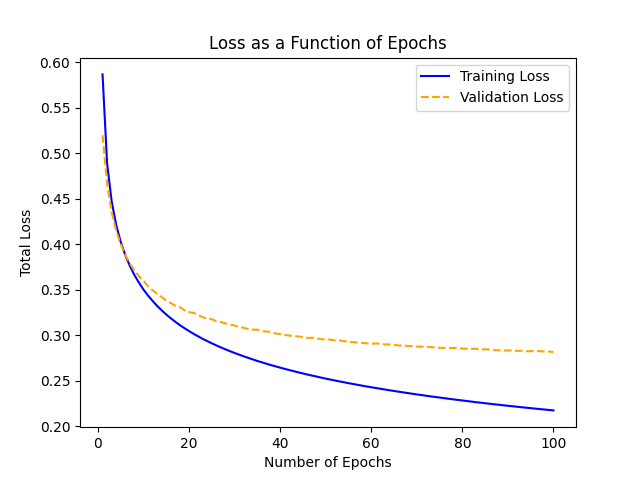 Loss as a Function of Epochs
Training Loss
Validation Loss
Total Loss
0.60
0.55
0.50
0.45
0.40
0.35
0.30
0.25
0.20
0 20 40 60 80 100
Number of Epochs